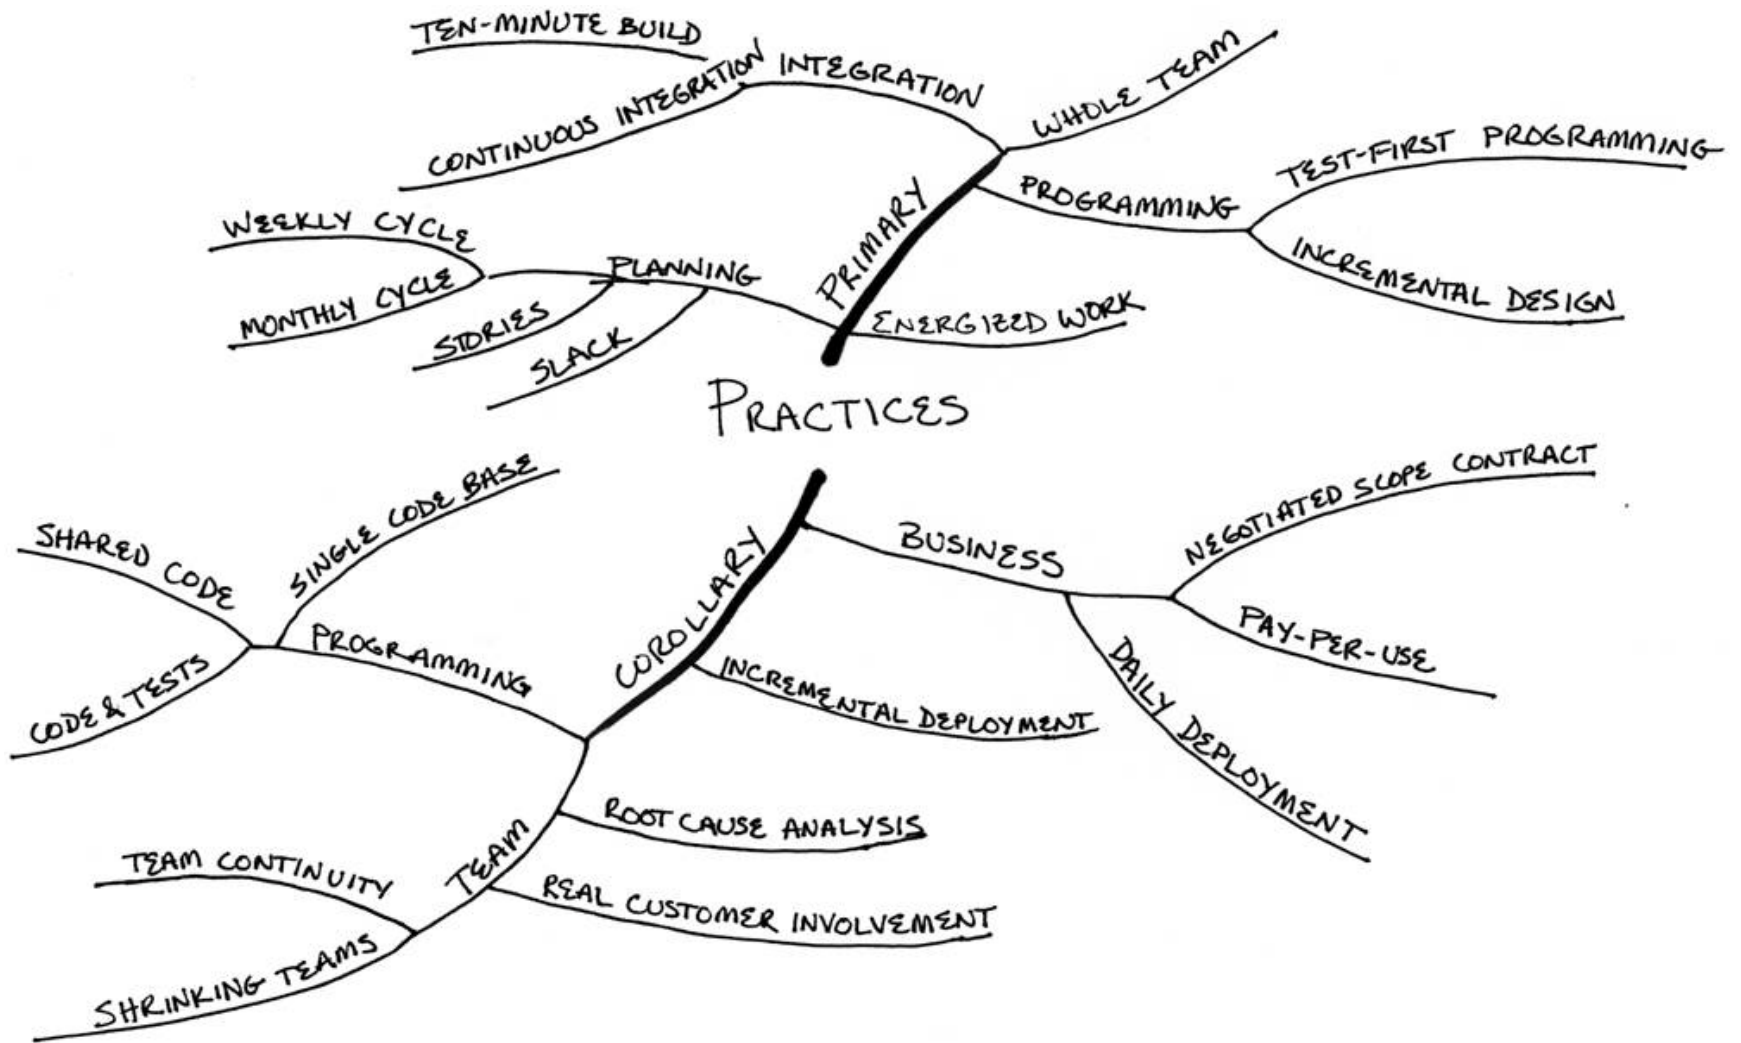 TEN-MINUTE BUILD
CONTINUOUS INTEGRATION
INTEGRATION
WHOLE TEAM
PRIMARY
PROGRAMMING
TEST-FIRST PROGRAMMING
INCREMENTAL DESIGN
WEEKLY CYCLE
MONTHLY CYCLE
PLANNING
STORIES
SLACK
ENERGIZED WORK
PRACTICES
SHARED CODE
SINGLE CODE BASE
CODE & TESTS
PROGRAMMING
COROLLARY
BUSINESS
NEGOTIATED SCOPE CONTRACT
PAY-PER-USE
DAILY DEPLOYMENT
INCREMENTAL DEPLOYMENT
TEAM
ROOT CAUSE ANALYSIS
REAL CUSTOMER INVOLVEMENT
TEAM CONTINUITY
SHRINKING TEAMS